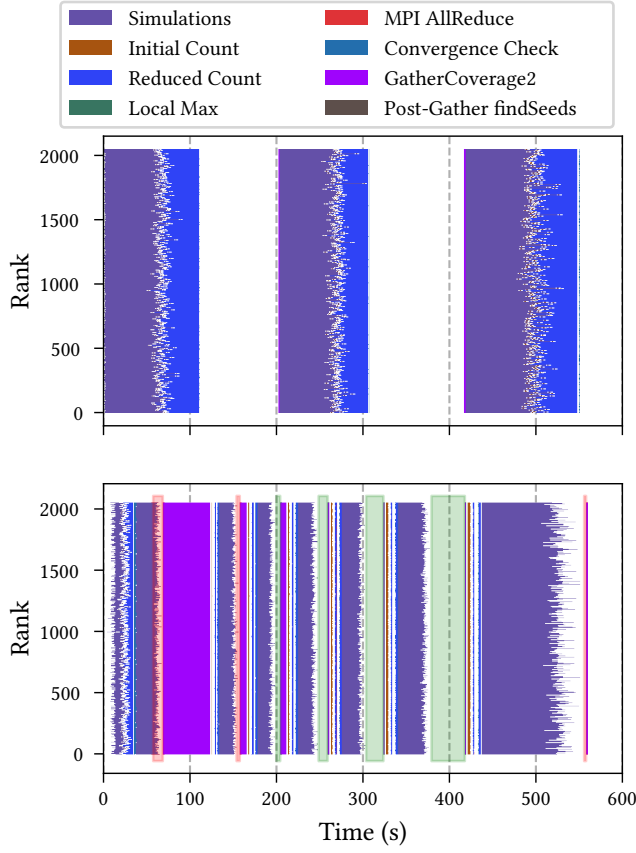 Simulations MPI AllReduce
Initial Count Convergence Check
Reduced Count GatherCoverage2
Local Max Post-Gather findSeeds
2000
1500
Rank
1000
500
0
2000
1500
Rank
1000
500
0
0 100 200 300 400 500 600
Time (s)